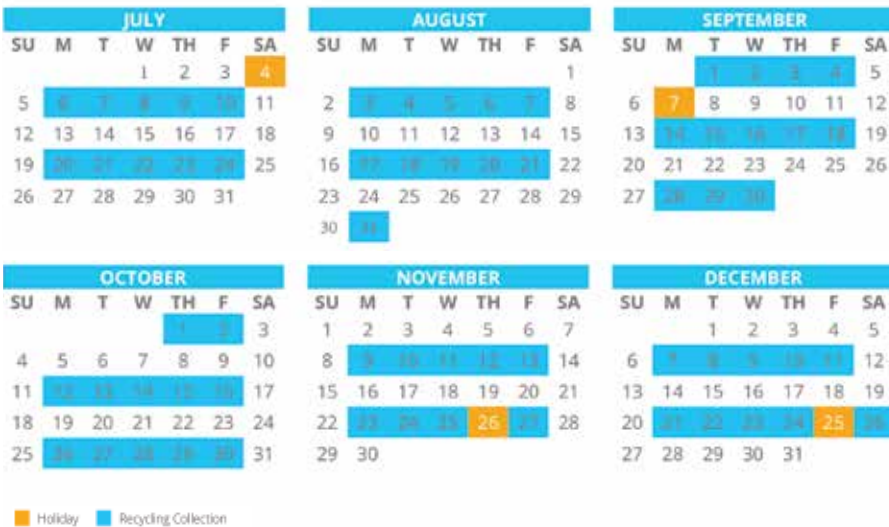 JULY
SU M T W TH F SA
1 2 3 4
5 6 7 8 9 10 11
12 13 14 15 16 17 18
19 20 21 22 23 24 25
26 27 28 29 30 31
AUGUST
SU M T W TH F SA
1
2 3 4 5 6 7 8
9 10 11 12 13 14 15
16 17 18 19 20 21 22
23 24 25 26 27 28 29
30 31
SEPTEMBER
SU M T W TH F SA
1 2 3 4 5
6 7 8 9 10 11 12
13 14 15 16 17 18 19
20 21 22 23 24 25 26
27 28 29 30
OCTOBER
SU M T W TH F SA
1 2 3
4 5 6 7 8 9 10
11 12 13 14 15 16 17
18 19 20 21 22 23 24
25 26 27 28 29 30 31
NOVEMBER
SU M T W TH F SA
1 2 3 4 5 6 7
8 9 10 11 12 13 14
15 16 17 18 19 20 21
22 23 24 25 26 27 28
29 30
DECEMBER
SU M T W TH F SA
1 2 3 4 5
6 7 8 9 10 11 12
13 14 15 16 17 18 19
20 21 22 23 24 25 26
27 28 29 30 31
Holiday Recycling Collection